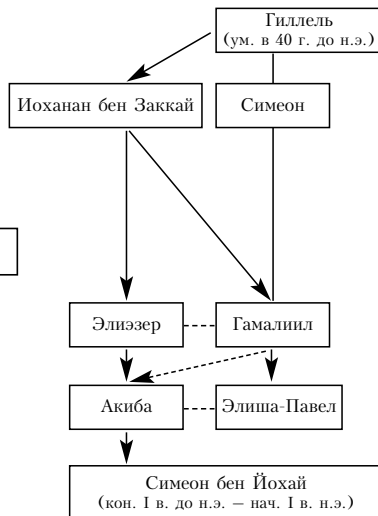 Гиллель
(ум. в 40 г. до н.э.)
Иоханан бен Заккай
Симеон
Элиэзер
Гамалиил
Акиба
Элиша-Павел
Симеон бен Йохай
(кон. I в. до н.э. – нач. I в. н.э.)